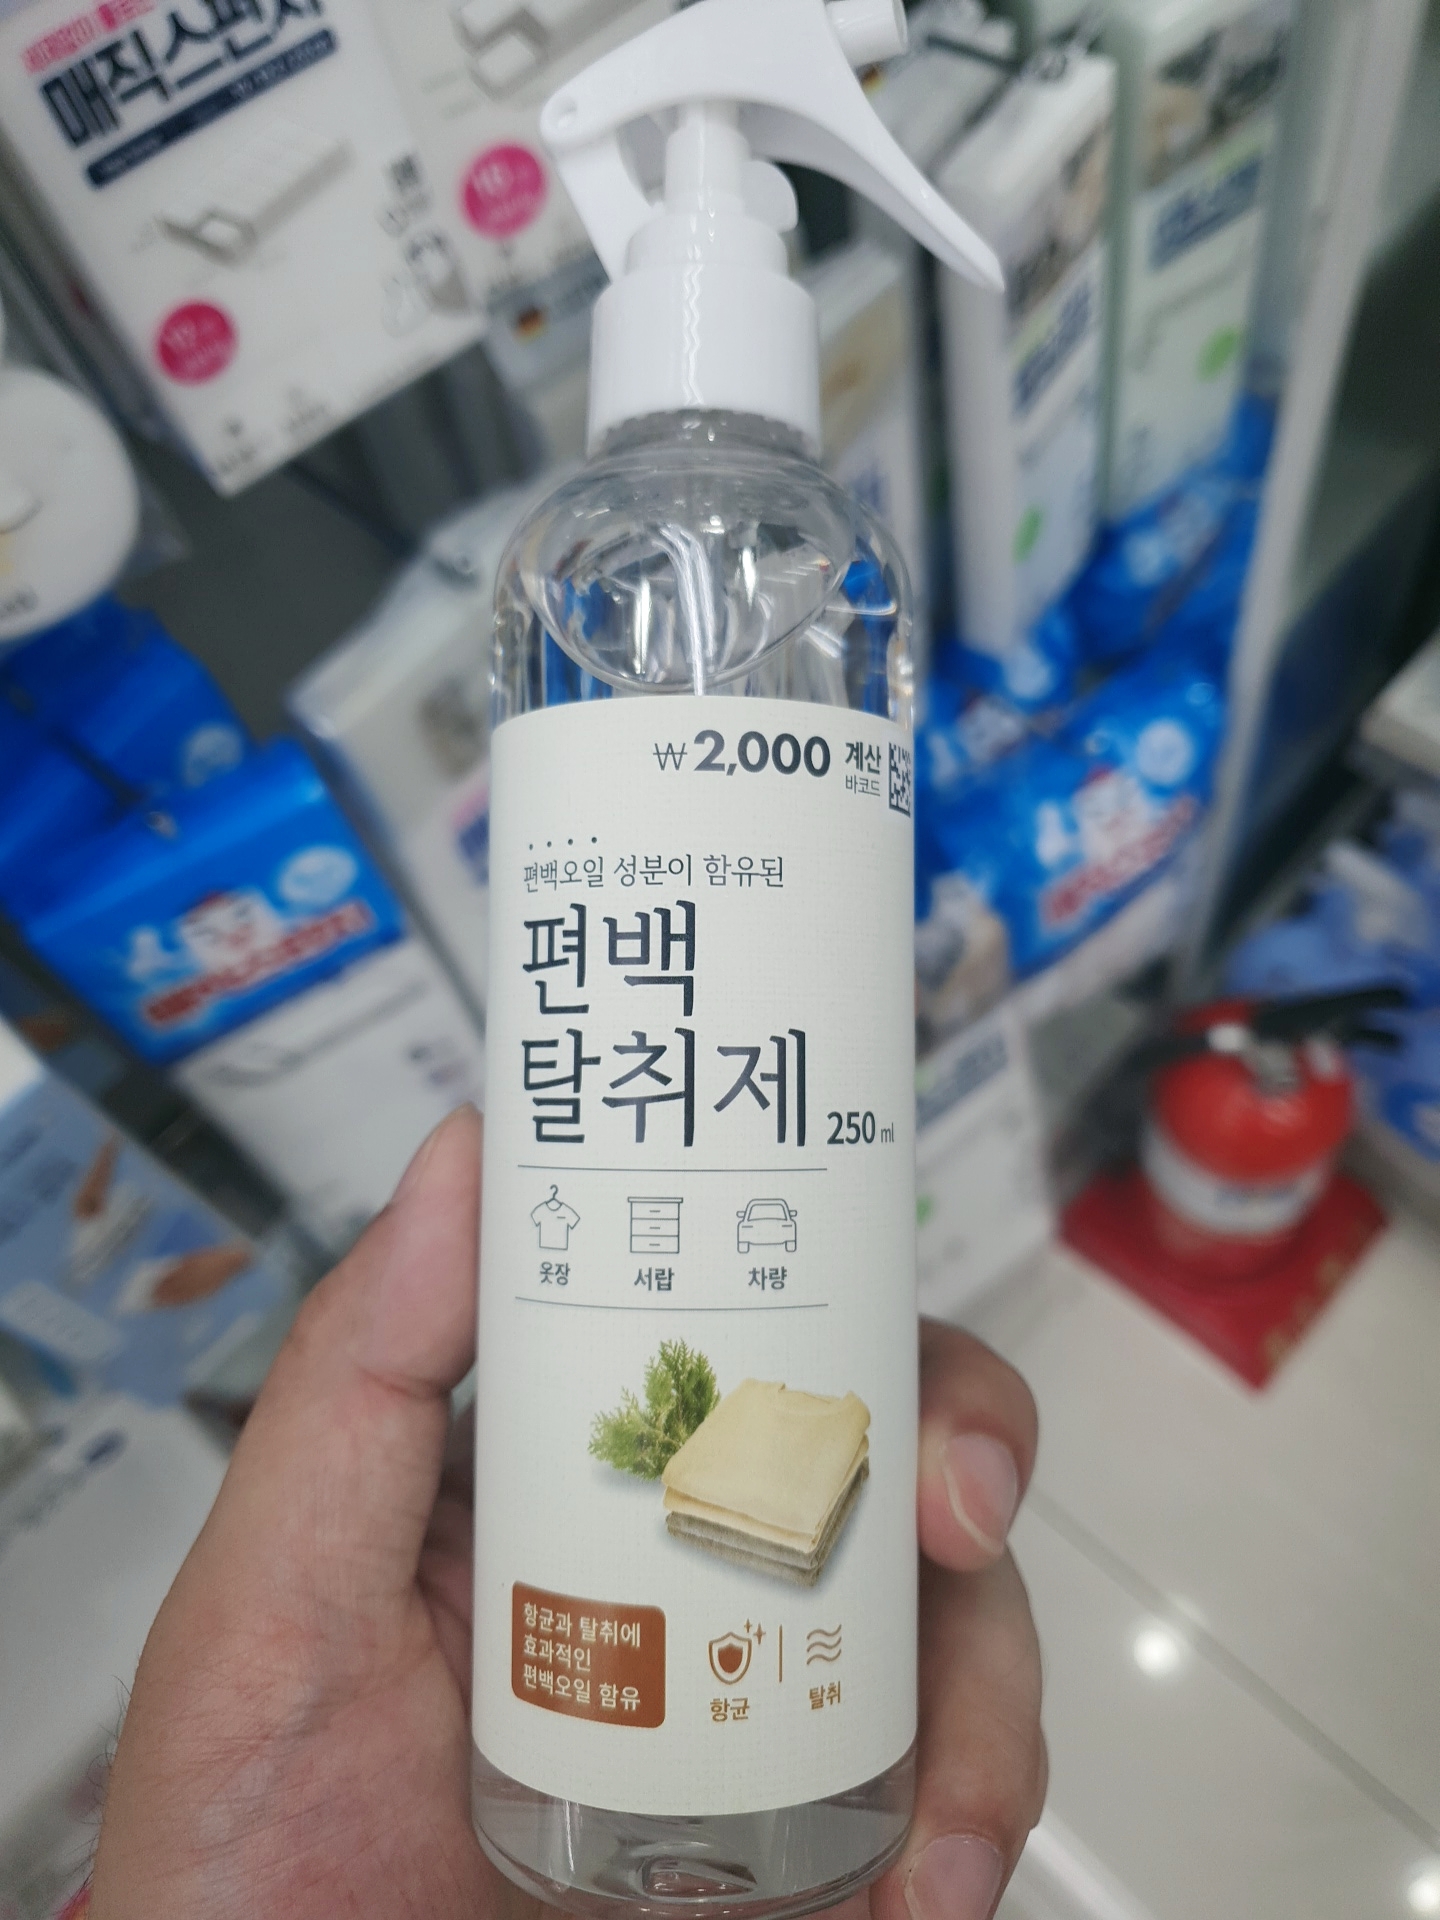 매직스펀지
₩2,000 계산
바코드
편백오일 성분이 함유된
편백
탈취제 250 ml
옷장 서랍 차량
항균과 탈취에
효과적인
편백오일 함유
항균 탈취